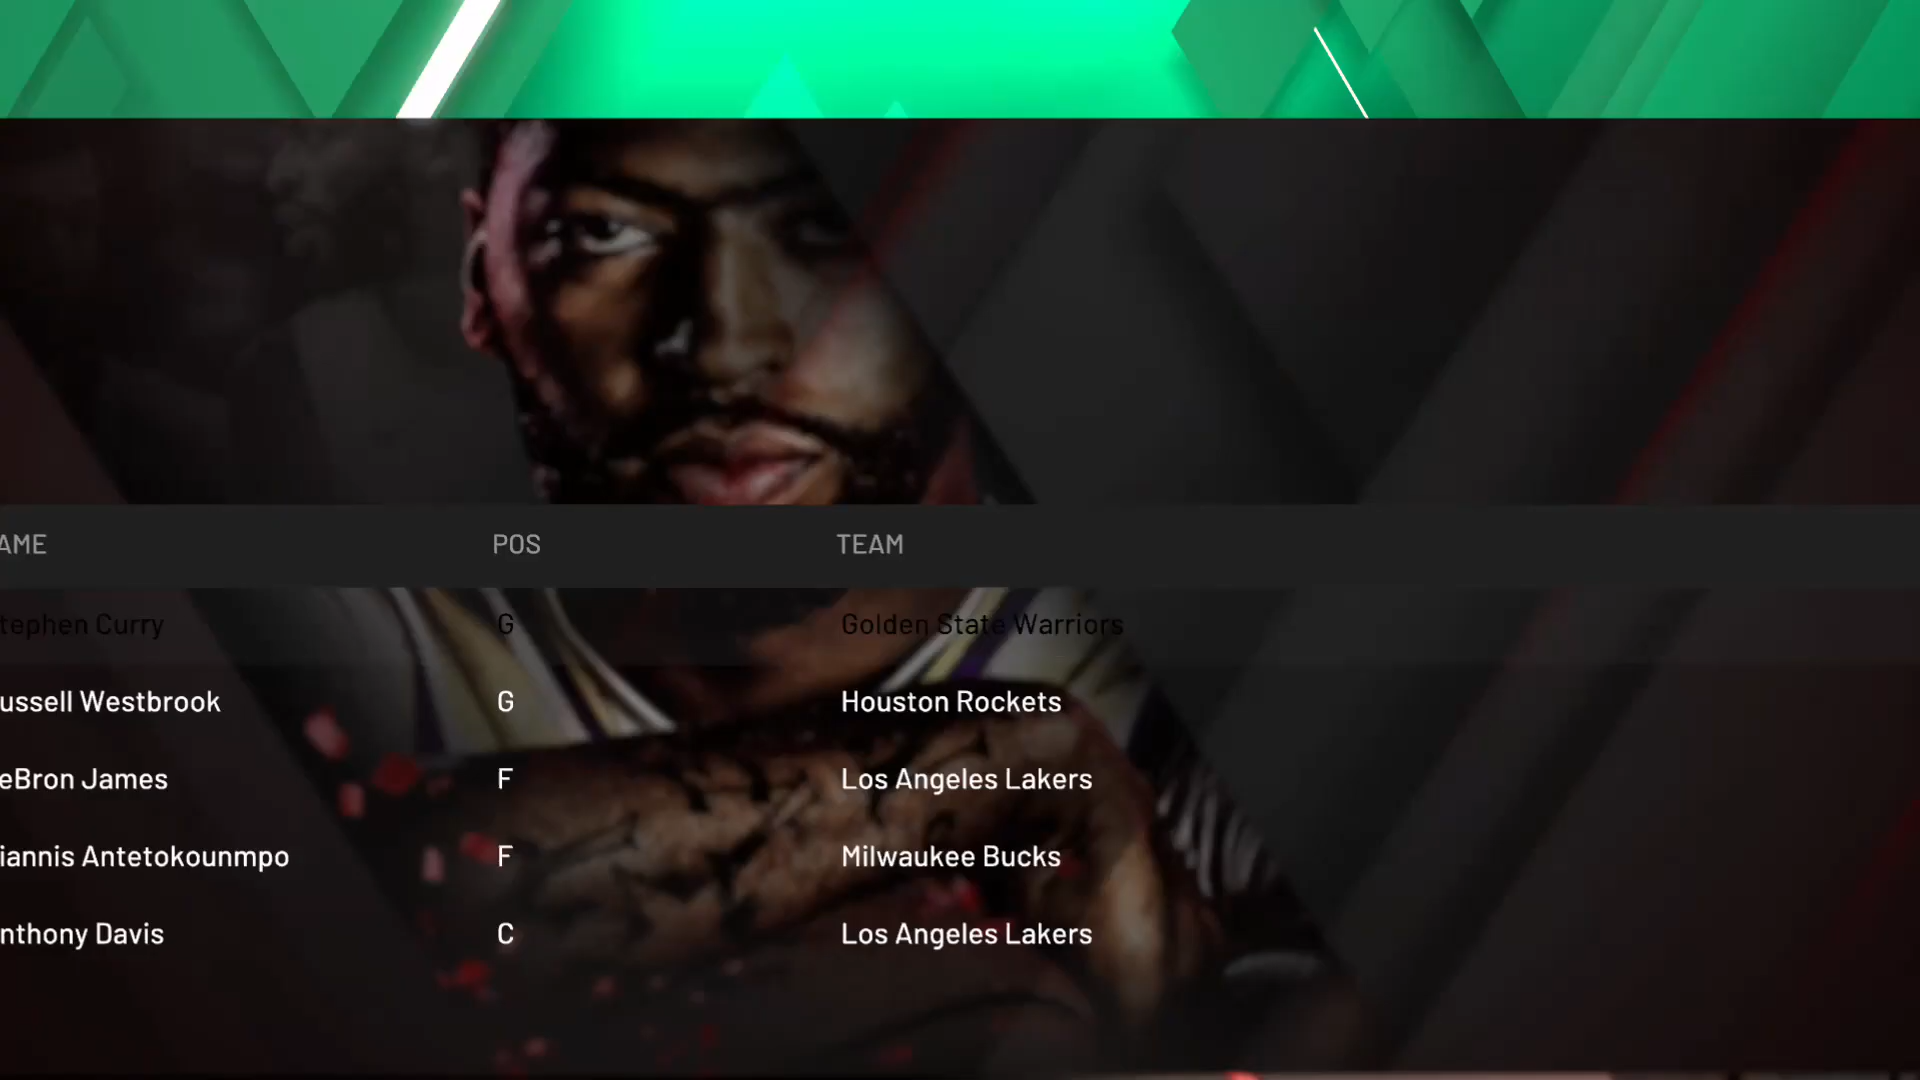 AME POS TEAM
tephen Curry G Golden State Warriors
ussell Westbrook G Houston Rockets
eBron James F Los Angeles Lakers
iannis Antetokounmpo F Milwaukee Bucks
nthony Davis C Los Angeles Lakers